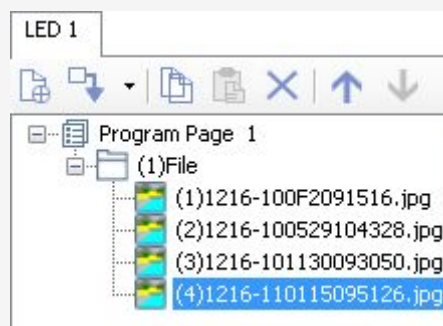 LED 1
Program Page 1
(1)File
(1)1216-100F2091516.jpg
(2)1216-100529104328.jpg
(3)1216-101130093050.jpg
(4)1216-110115095126.jpg